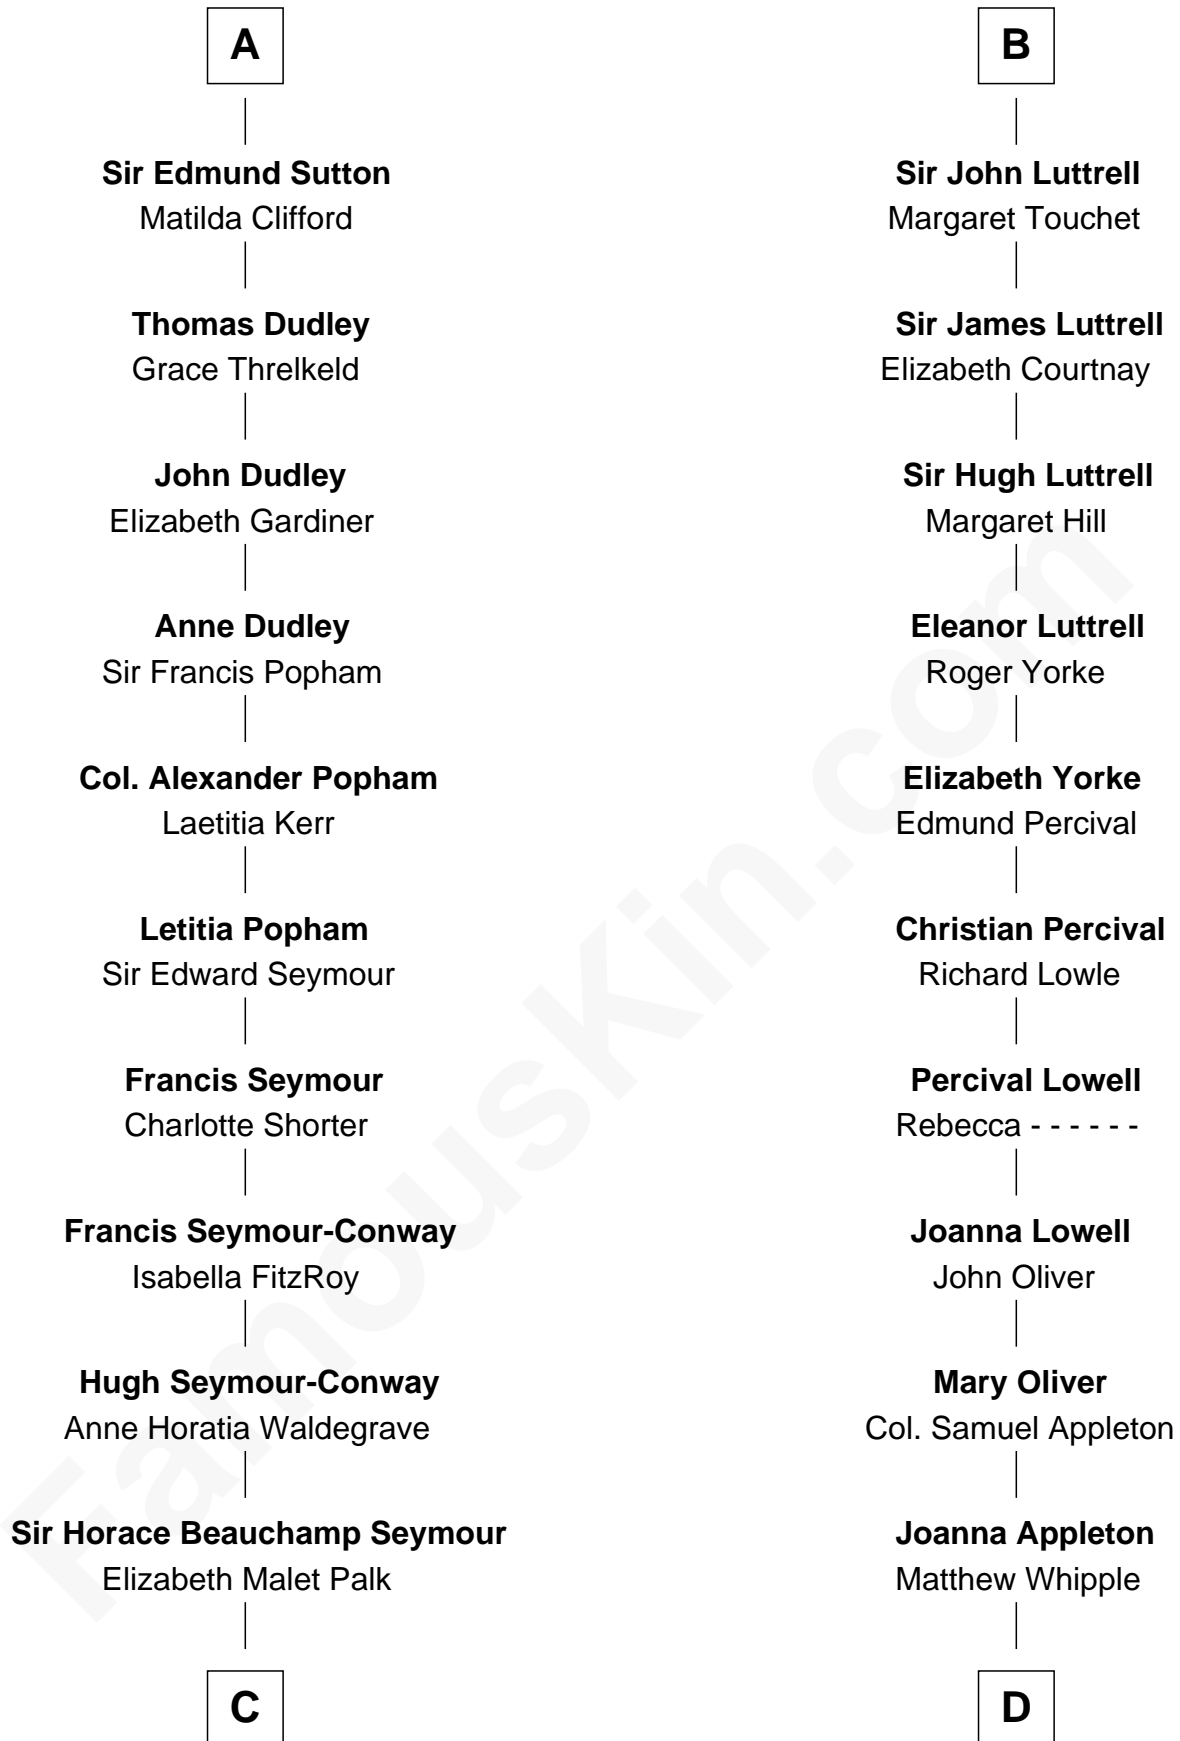 A
Sir Edmund Sutton
Matilda Clifford
Thomas Dudley
Grace Threlkeld
John Dudley
Elizabeth Gardiner
Anne Dudley
Sir Francis Popham
Col. Alexander Popham
Laetitia Kerr
Letitia Popham
Sir Edward Seymour
Francis Seymour
Charlotte Shorter
Francis Seymour-Conway
Isabella FitzRoy
Hugh Seymour-Conway
Anne Horatia Waldegrave
Sir Horace Beauchamp Seymour
Elizabeth Malet Palk
C
B
Sir John Luttrell
Margaret Touchet
Sir James Luttrell
Elizabeth Courtnay
Sir Hugh Luttrell
Margaret Hill
Eleanor Luttrell
Roger Yorke
Elizabeth Yorke
Edmund Percival
Christian Percival
Richard Lowle
Percival Lowell
Rebecca - - - - - -
Joanna Lowell
John Oliver
Mary Oliver
Col. Samuel Appleton
Joanna Appleton
Matthew Whipple
D
FamousKin.com